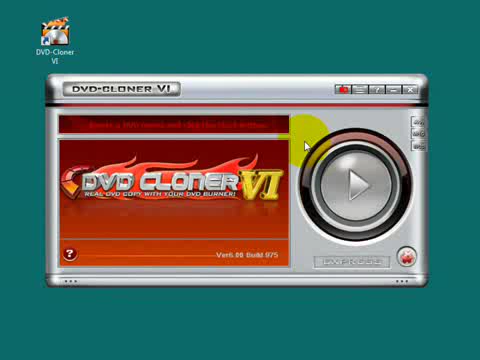 DVD-Cloner
VI
DVD-CLONER VI
DVD CLONER VI
REAL DVD COPY WITH YOUR DVD BURNER!
?
Ver6.00 Build 975
EXPRESS